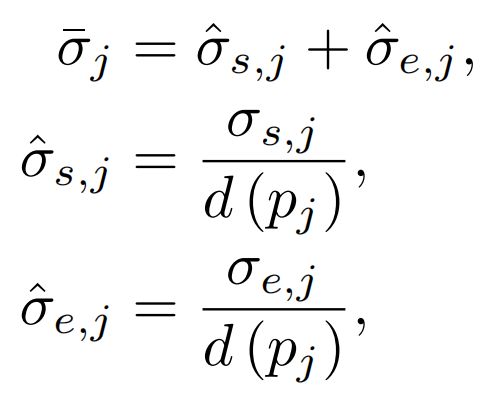 \bar{\sigma}_j = \hat{\sigma}_{s,j} + \hat{\sigma}_{e,j},
\hat{\sigma}_{s,j} = \frac{\sigma_{s,j}}{d\,(p_j)},
\hat{\sigma}_{e,j} = \frac{\sigma_{e,j}}{d\,(p_j)},